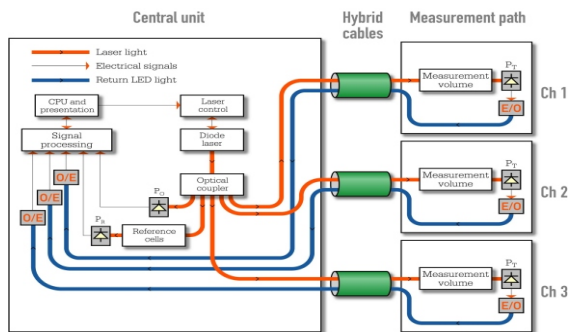 Central unit
Hybrid
cables
Measurement path
Laser light
Electrical signals
Return LED light
CPU and
presentation
Laser
control
Signal
processing
Diode
laser
O/E
O/E
O/E
Optical
coupler
P0
PR
Reference
cells
Measurement
volume
PT
E/O
Ch 1
Measurement
volume
PT
E/O
Ch 2
Measurement
volume
PT
E/O
Ch 3